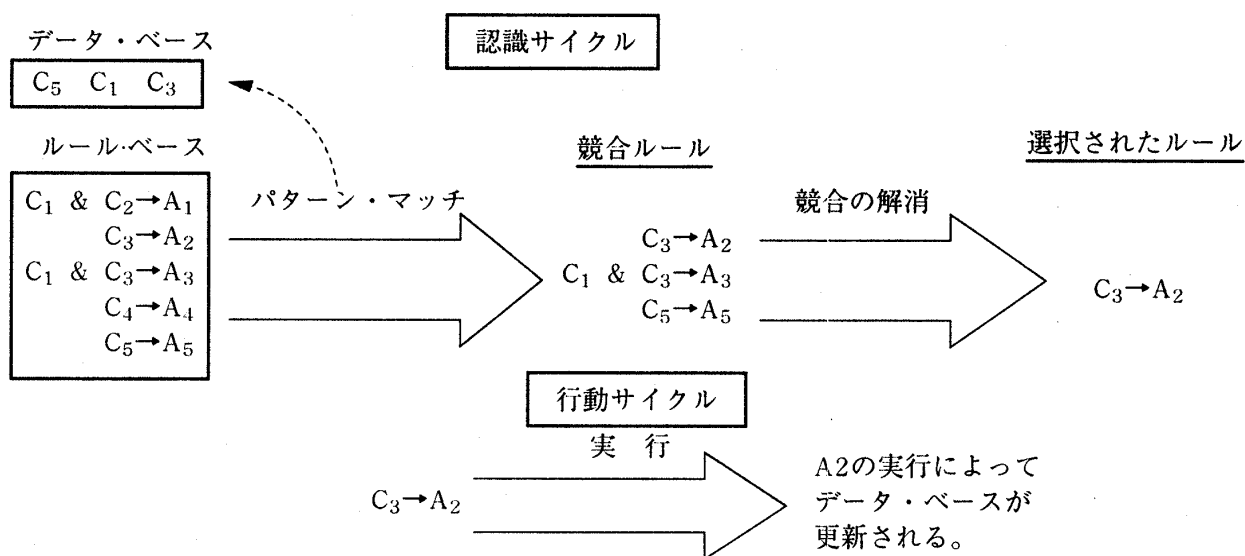 データ・ベース
認識サイクル
C₅ C₁ C₃
ルール・ベース
競合ルール
選択されたルール
C₁ & C₂→A₁
C₃→A₂
C₁ & C₃→A₃
C₄→A₄
C₅→A₅
パターン・マッチ
C₃→A₂
C₁ & C₃→A₃
C₅→A₅
競合の解消
C₃→A₂
行動サイクル
実 行
C₃→A₂
A2の実行によって
データ・ベースが
更新される。